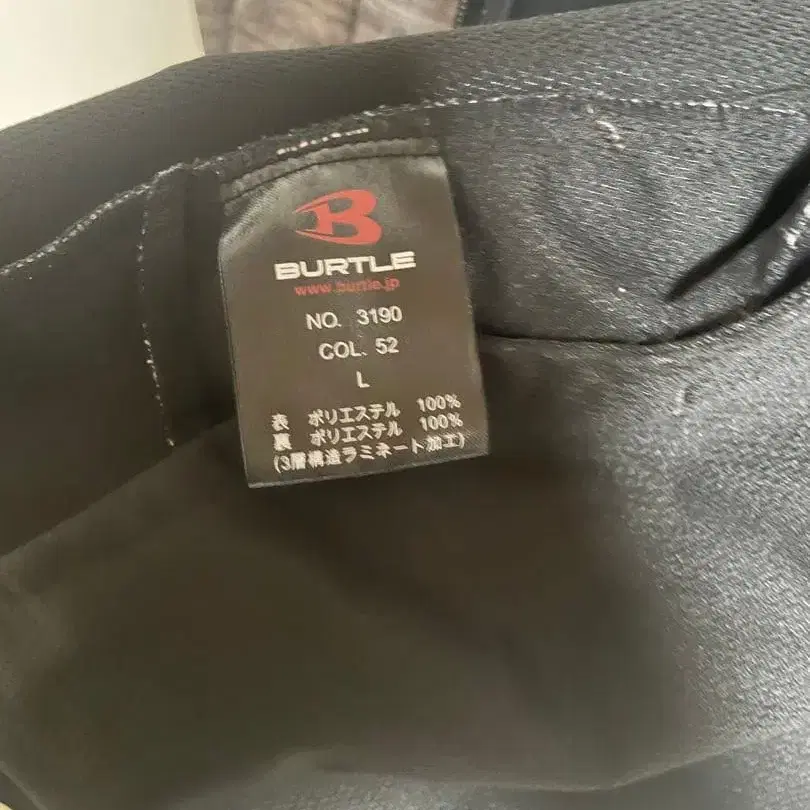 BURTLE
www.burtle.jp
NO. 3190
COL. 52
L
表 ポリエステル 100%
裏 ポリエステル 100%
(3層構造ラミネート加工)